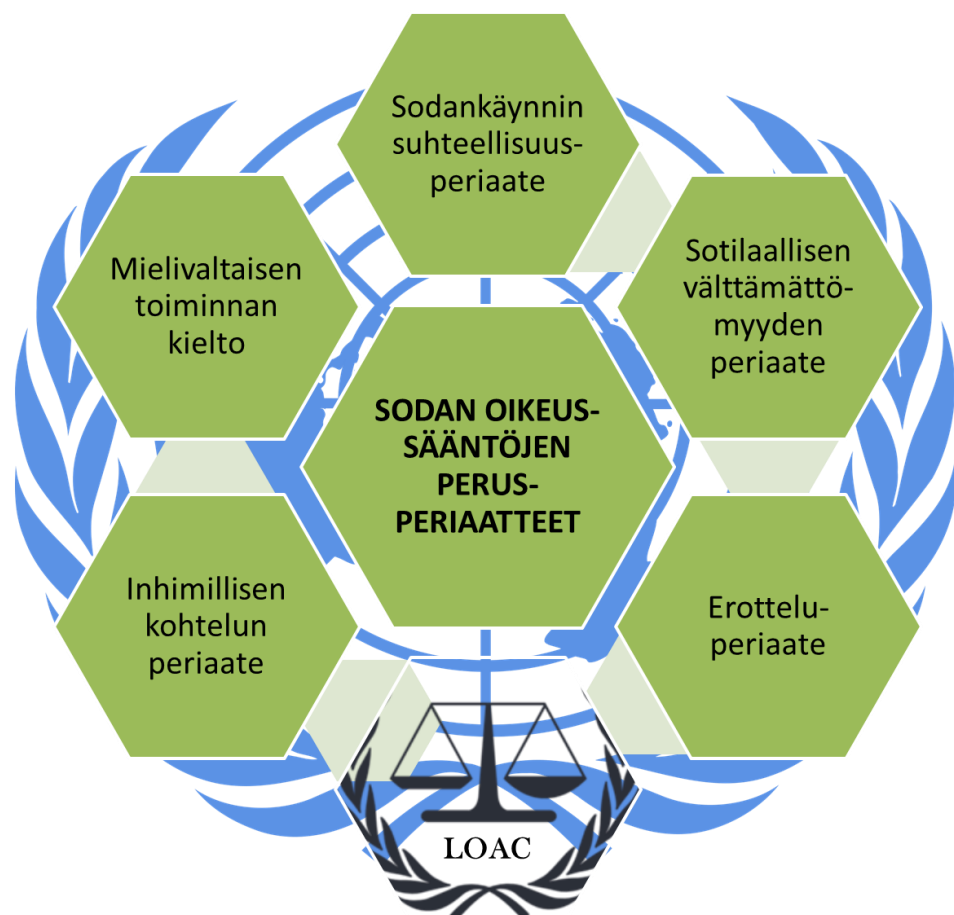 Sodankäynnin
suhteellisuus-
periaate
Sotilaallisen
välttämättö-
myyden
periaate
Erottelu-
periaate
Inhimillisen
kohtelun
periaate
Mielivaltaisen
toiminnan
kielto
SODAN OIKEUS-
SÄÄNTÖJEN
PERUS-
PERIAATTEET
LOAC